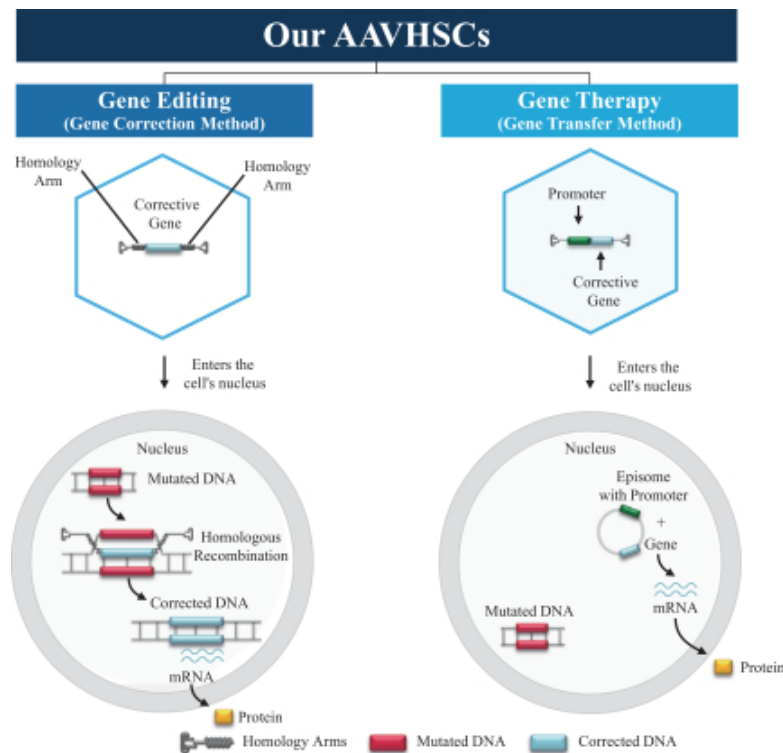 Our AAVHSCs
Gene Editing
(Gene Correction Method)
Gene Therapy
(Gene Transfer Method)
Homology
Arm
Homology
Arm
Corrective
Gene
Promoter
Corrective
Gene
Enters the
cell's nucleus
Enters the
cell's nucleus
Nucleus
Mutated DNA
Homologous
Recombination
Corrected DNA
mRNA
Protein
Nucleus
Episome
with Promoter
+
Gene
mRNA
Mutated DNA
Protein
Homology Arms
Mutated DNA
Corrected DNA